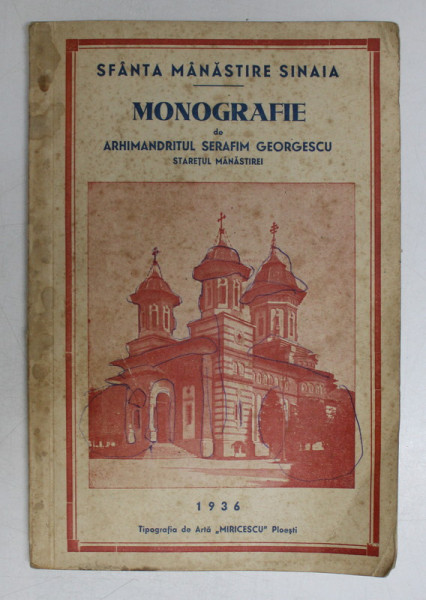 SFÂNTA MÂNĂSTIRE SINAIA
MONOGRAFIE
de
ARHIMANDRITUL SERAFIM GEORGESCU
STAREȚUL MÂNĂSTIREI
1936
Tipografia de Artă „MIRICESCU" Ploești